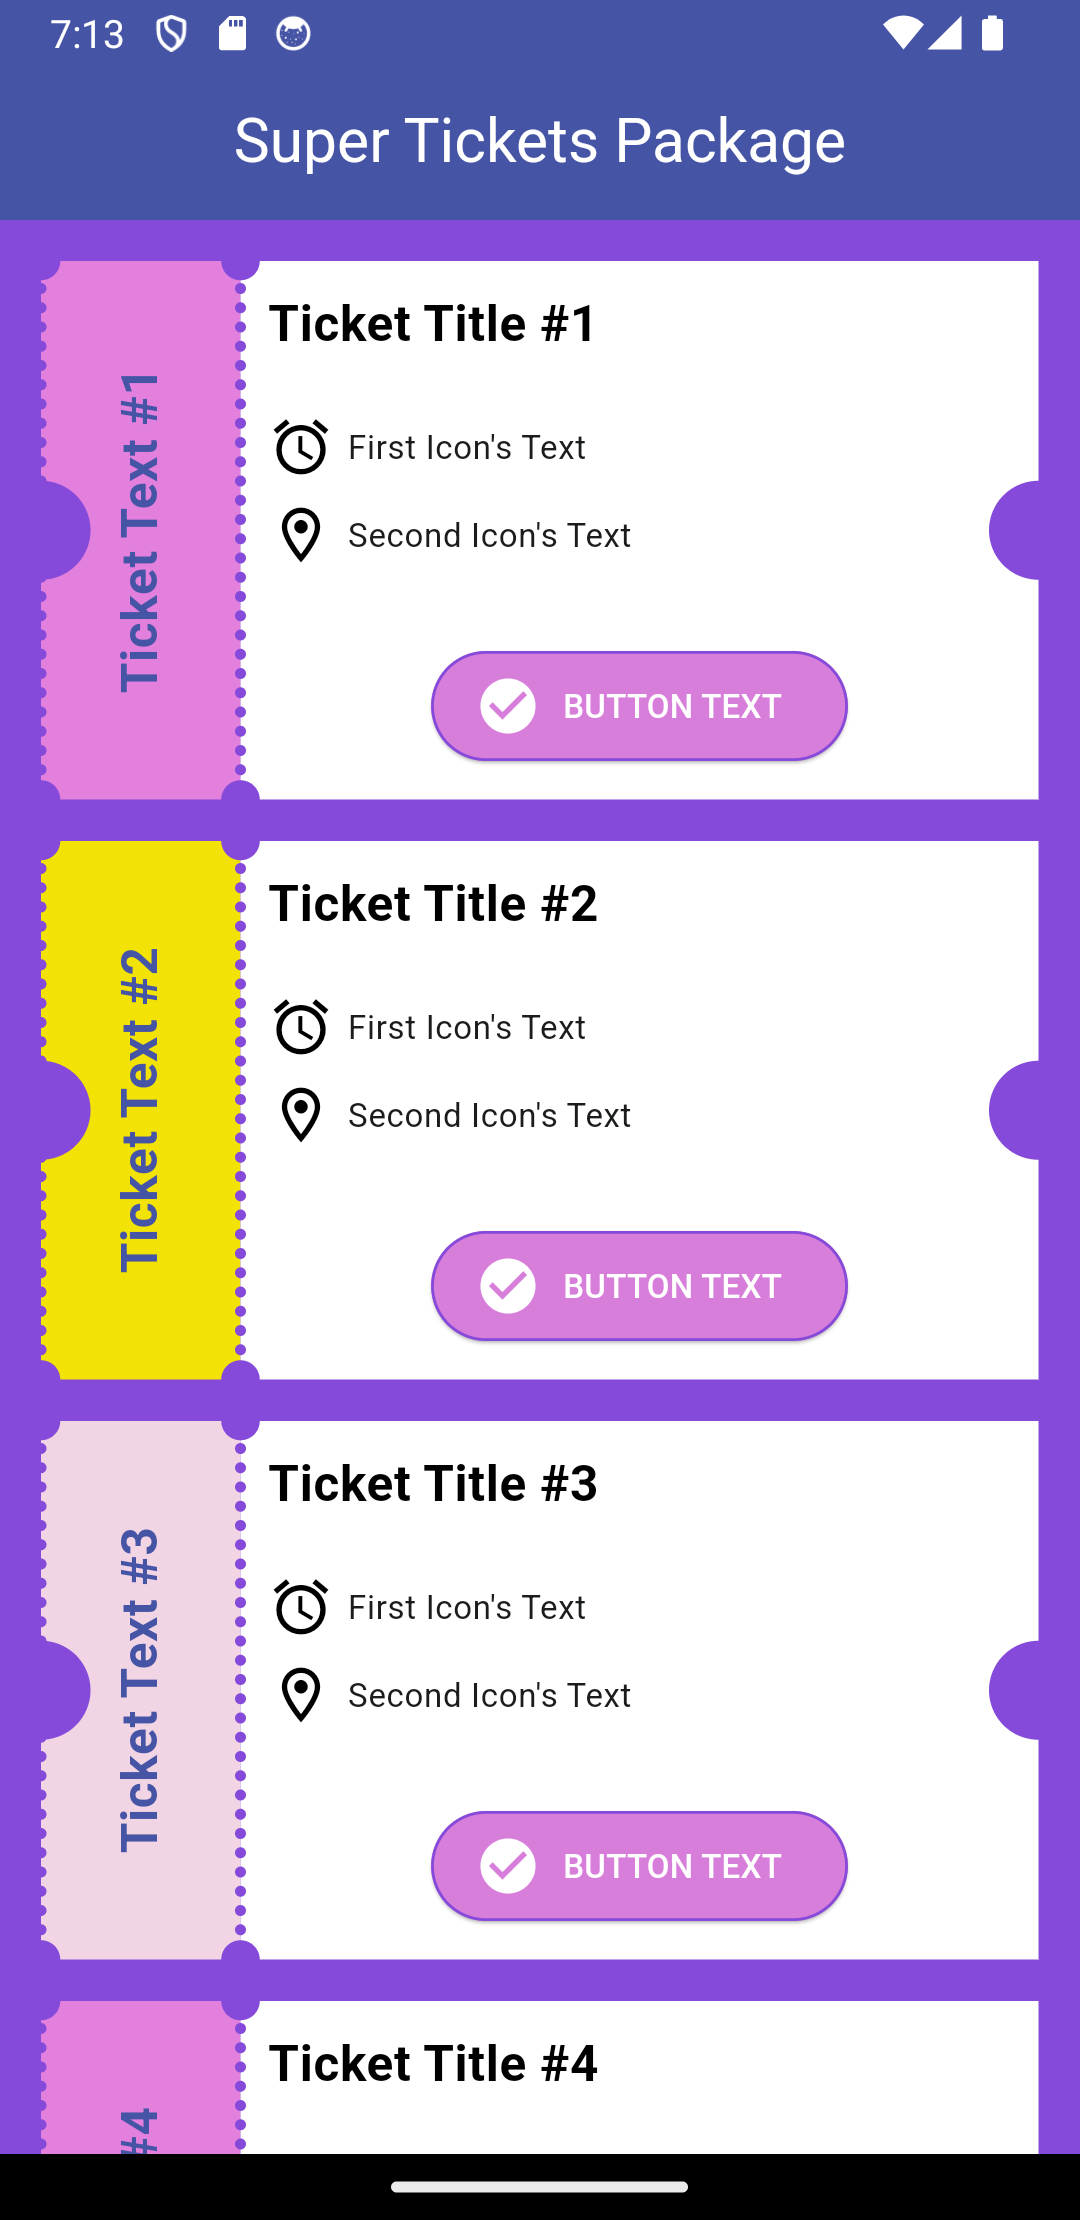 7:13
Super Tickets Package
Ticket Text #1
Ticket Title #1
First Icon's Text
Second Icon's Text
BUTTON TEXT
Ticket Text #2
Ticket Title #2
First Icon's Text
Second Icon's Text
BUTTON TEXT
Ticket Text #3
Ticket Title #3
First Icon's Text
Second Icon's Text
BUTTON TEXT
#4
Ticket Title #4